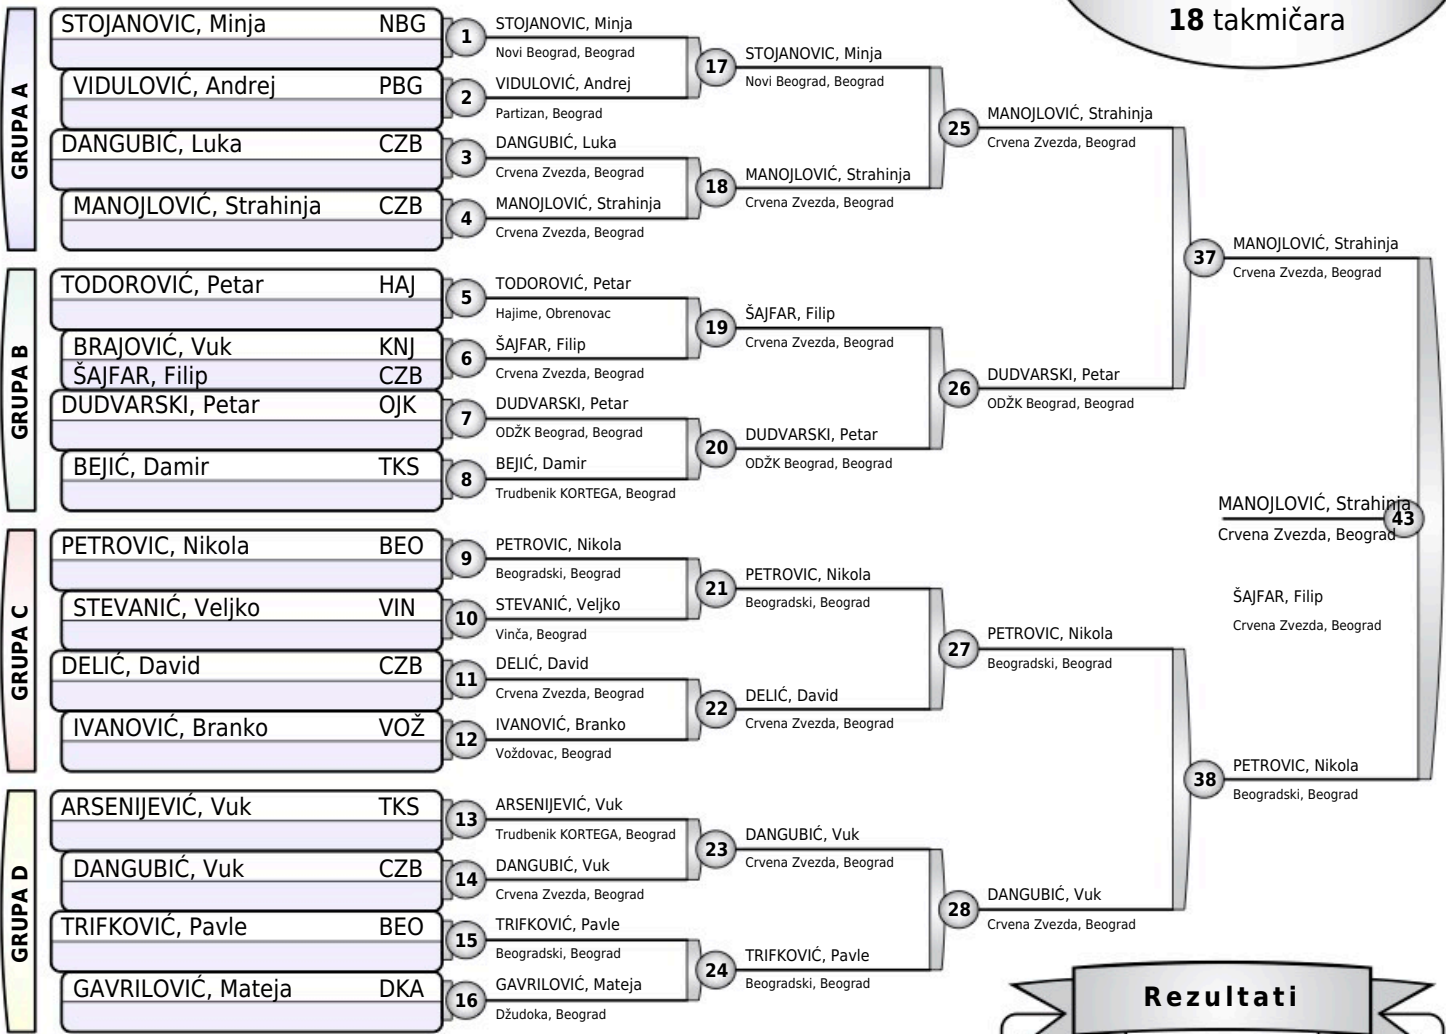 18 takmičara
GRUPA A
STOJANOVIC, Minja NBG
VIDULOVIĆ, Andrej PBG
DANGUBIĆ, Luka CZB
MANOJLOVIĆ, Strahinja CZB
GRUPA B
TODOROVIĆ, Petar HAJ
BRAJOVIĆ, Vuk KNJ
ŠAJFAR, Filip CZB
DUDVARSKI, Petar OJK
BEJIĆ, Damir TKS
GRUPA C
PETROVIC, Nikola BEO
STEVANIĆ, Veljko VIN
DELIĆ, David CZB
IVANOVIĆ, Branko VOŽ
GRUPA D
ARSENIJEVIĆ, Vuk TKS
DANGUBIĆ, Vuk CZB
TRIFKOVIĆ, Pavle BEO
GAVRILOVIĆ, Mateja DKA
1
STOJANOVIC, Minja
Novi Beograd, Beograd
2
VIDULOVIĆ, Andrej
Partizan, Beograd
3
DANGUBIĆ, Luka
Crvena Zvezda, Beograd
4
MANOJLOVIĆ, Strahinja
Crvena Zvezda, Beograd
5
TODOROVIĆ, Petar
Hajime, Obrenovac
6
ŠAJFAR, Filip
Crvena Zvezda, Beograd
7
DUDVARSKI, Petar
ODŽK Beograd, Beograd
8
BEJIĆ, Damir
Trudbenik KORTEGA, Beograd
9
PETROVIC, Nikola
Beogradski, Beograd
10
STEVANIĆ, Veljko
Vinča, Beograd
11
DELIĆ, David
Crvena Zvezda, Beograd
12
IVANOVIĆ, Branko
Voždovac, Beograd
13
ARSENIJEVIĆ, Vuk
Trudbenik KORTEGA, Beograd
14
DANGUBIĆ, Vuk
Crvena Zvezda, Beograd
15
TRIFKOVIĆ, Pavle
Beogradski, Beograd
16
GAVRILOVIĆ, Mateja
Džudoka, Beograd
17
STOJANOVIC, Minja
Novi Beograd, Beograd
18
MANOJLOVIĆ, Strahinja
Crvena Zvezda, Beograd
19
ŠAJFAR, Filip
Crvena Zvezda, Beograd
20
DUDVARSKI, Petar
ODŽK Beograd, Beograd
21
PETROVIC, Nikola
Beogradski, Beograd
22
DELIĆ, David
Crvena Zvezda, Beograd
23
DANGUBIĆ, Vuk
Crvena Zvezda, Beograd
24
TRIFKOVIĆ, Pavle
Beogradski, Beograd
25
MANOJLOVIĆ, Strahinja
Crvena Zvezda, Beograd
26
DUDVARSKI, Petar
ODŽK Beograd, Beograd
27
PETROVIC, Nikola
Beogradski, Beograd
28
DANGUBIĆ, Vuk
Crvena Zvezda, Beograd
37
MANOJLOVIĆ, Strahinja
Crvena Zvezda, Beograd
38
PETROVIC, Nikola
Beogradski, Beograd
MANOJLOVIĆ, Strahinja
43
Crvena Zvezda, Beograd
ŠAJFAR, Filip
Crvena Zvezda, Beograd
Rezultati